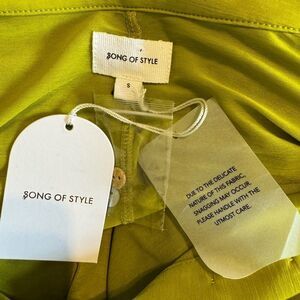 SONG OF STYLE
S
SONG OF STYLE
DUE TO THE DELICATE
NATURE OF THIS FABRIC,
SNAGGING MAY OCCUR.
PLEASE HANDLE WITH THE
UTMOST CARE.